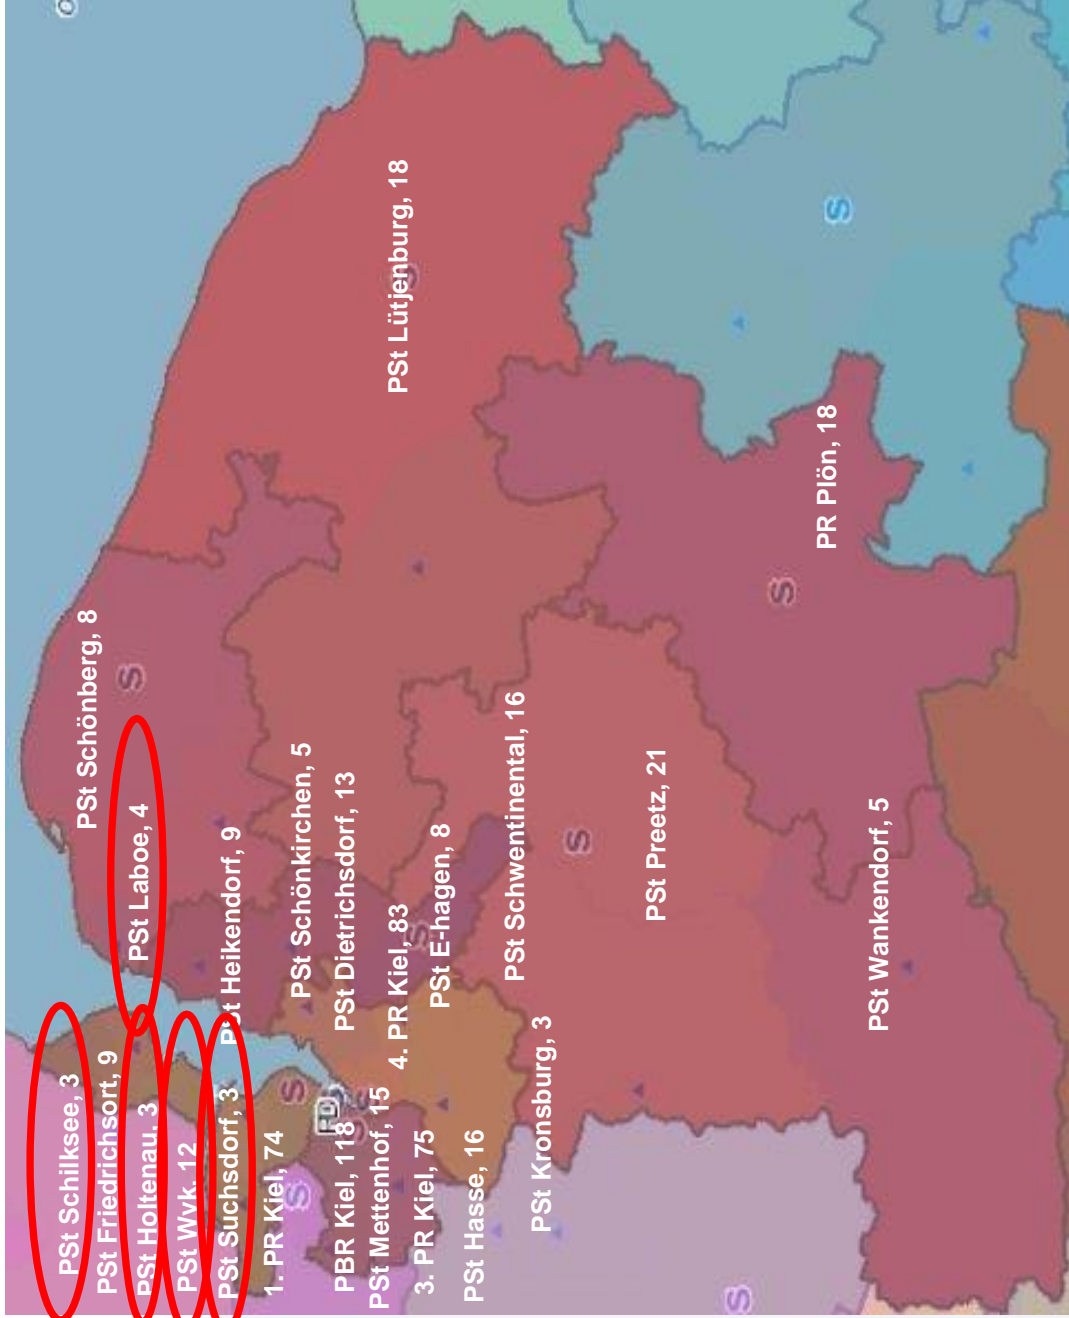 PSt Schilksee, 3
PSt Friedrichsort, 9
PSt Holtenau, 3
PSt Wyk, 12
PSt Suchsdorf, 3
1. PR Kiel, 74
PBR Kiel, 118
PSt Mettenhof, 15
3. PR Kiel, 75
PSt Hasse, 16
PSt Kronsburg, 3
PSt Laboe, 4
PSt Schönberg, 8
PSt Heikendorf, 9
PSt Schönkirchen, 5
PSt Dietrichsdorf, 13
4. PR Kiel, 83
PSt E-hagen, 8
PSt Schwentinental, 16
PSt Preetz, 21
PSt Wankendorf, 5
PSt Lütjenburg, 18
PR Plön, 18
PD
S
S
S
S
S
S
S
S
S